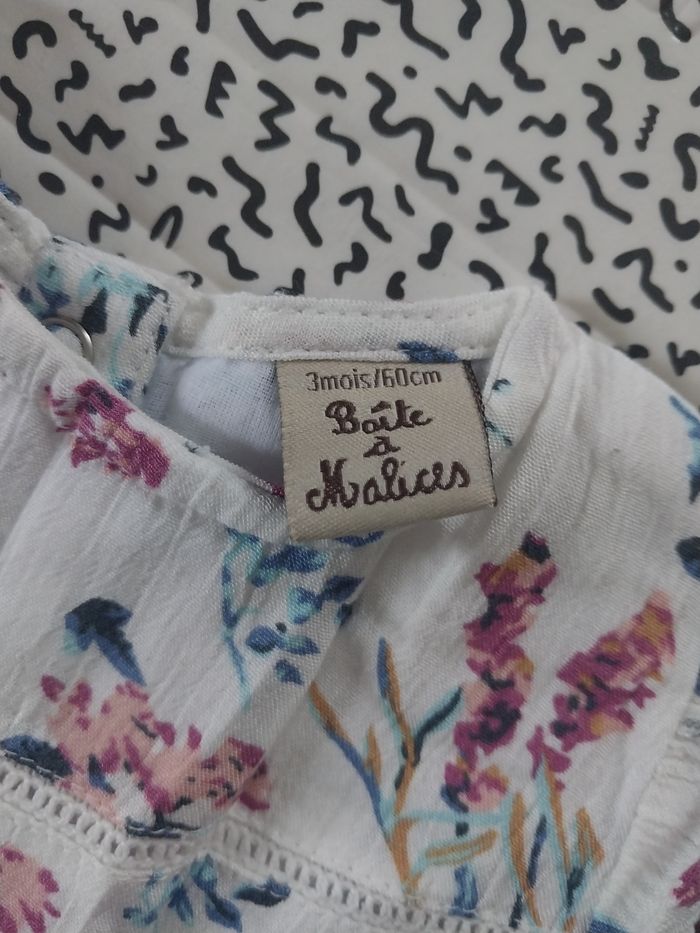 3mois/60cm
Boîte
à
Malices